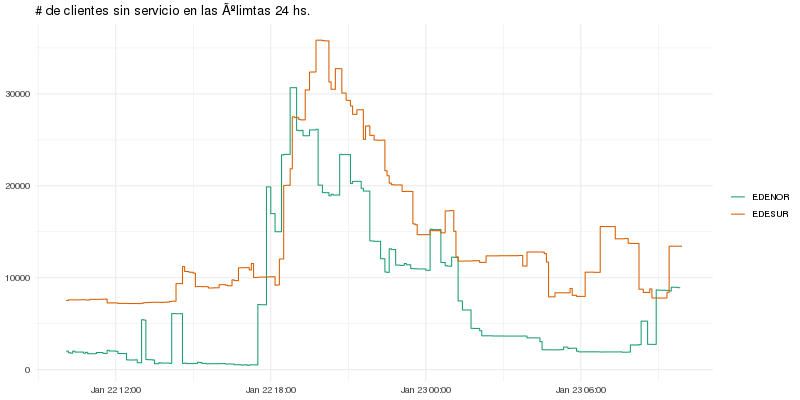 # de clientes sin servicio en las Ãºlimtas 24 hs.
30000
20000
10000
0
Jan 22 12:00 Jan 22 18:00 Jan 23 00:00 Jan 23 06:00
EDENOR
EDESUR